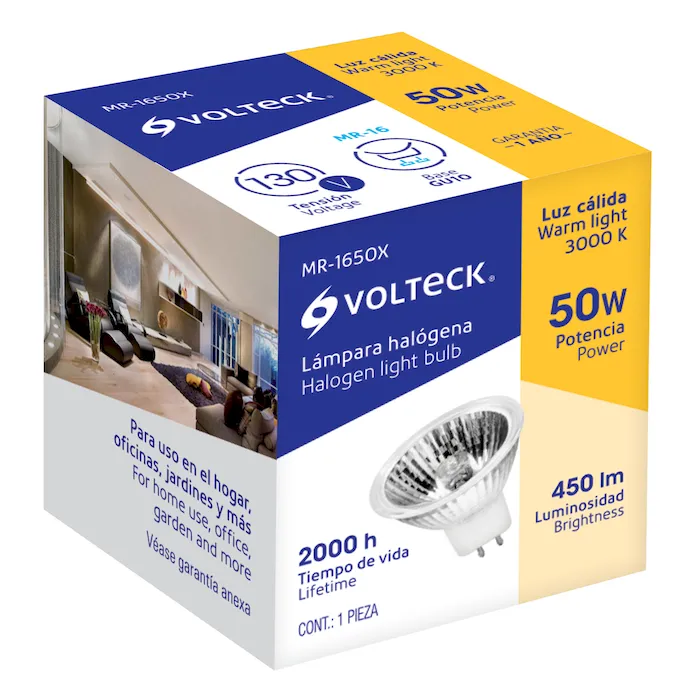 MR-1650X
VOLTECK
130
V
Tensión
Voltage
MR-16
Base
GU10
Luz cálida
Warm light
3000 K
50W
Potencia
Power
GARANTÍA
1 AÑO
MR-1650X
VOLTECK®
Lámpara halógena
Halogen light bulb
2000 h
Tiempo de vida
Lifetime
CONT.: 1 PIEZA
Luz cálida
Warm light
3000 K
50W
Potencia
Power
450 lm
Luminosidad
Brightness
Para uso en el hogar,
oficinas, jardines y más
For home use, office,
garden and more
Véase garantía anexa